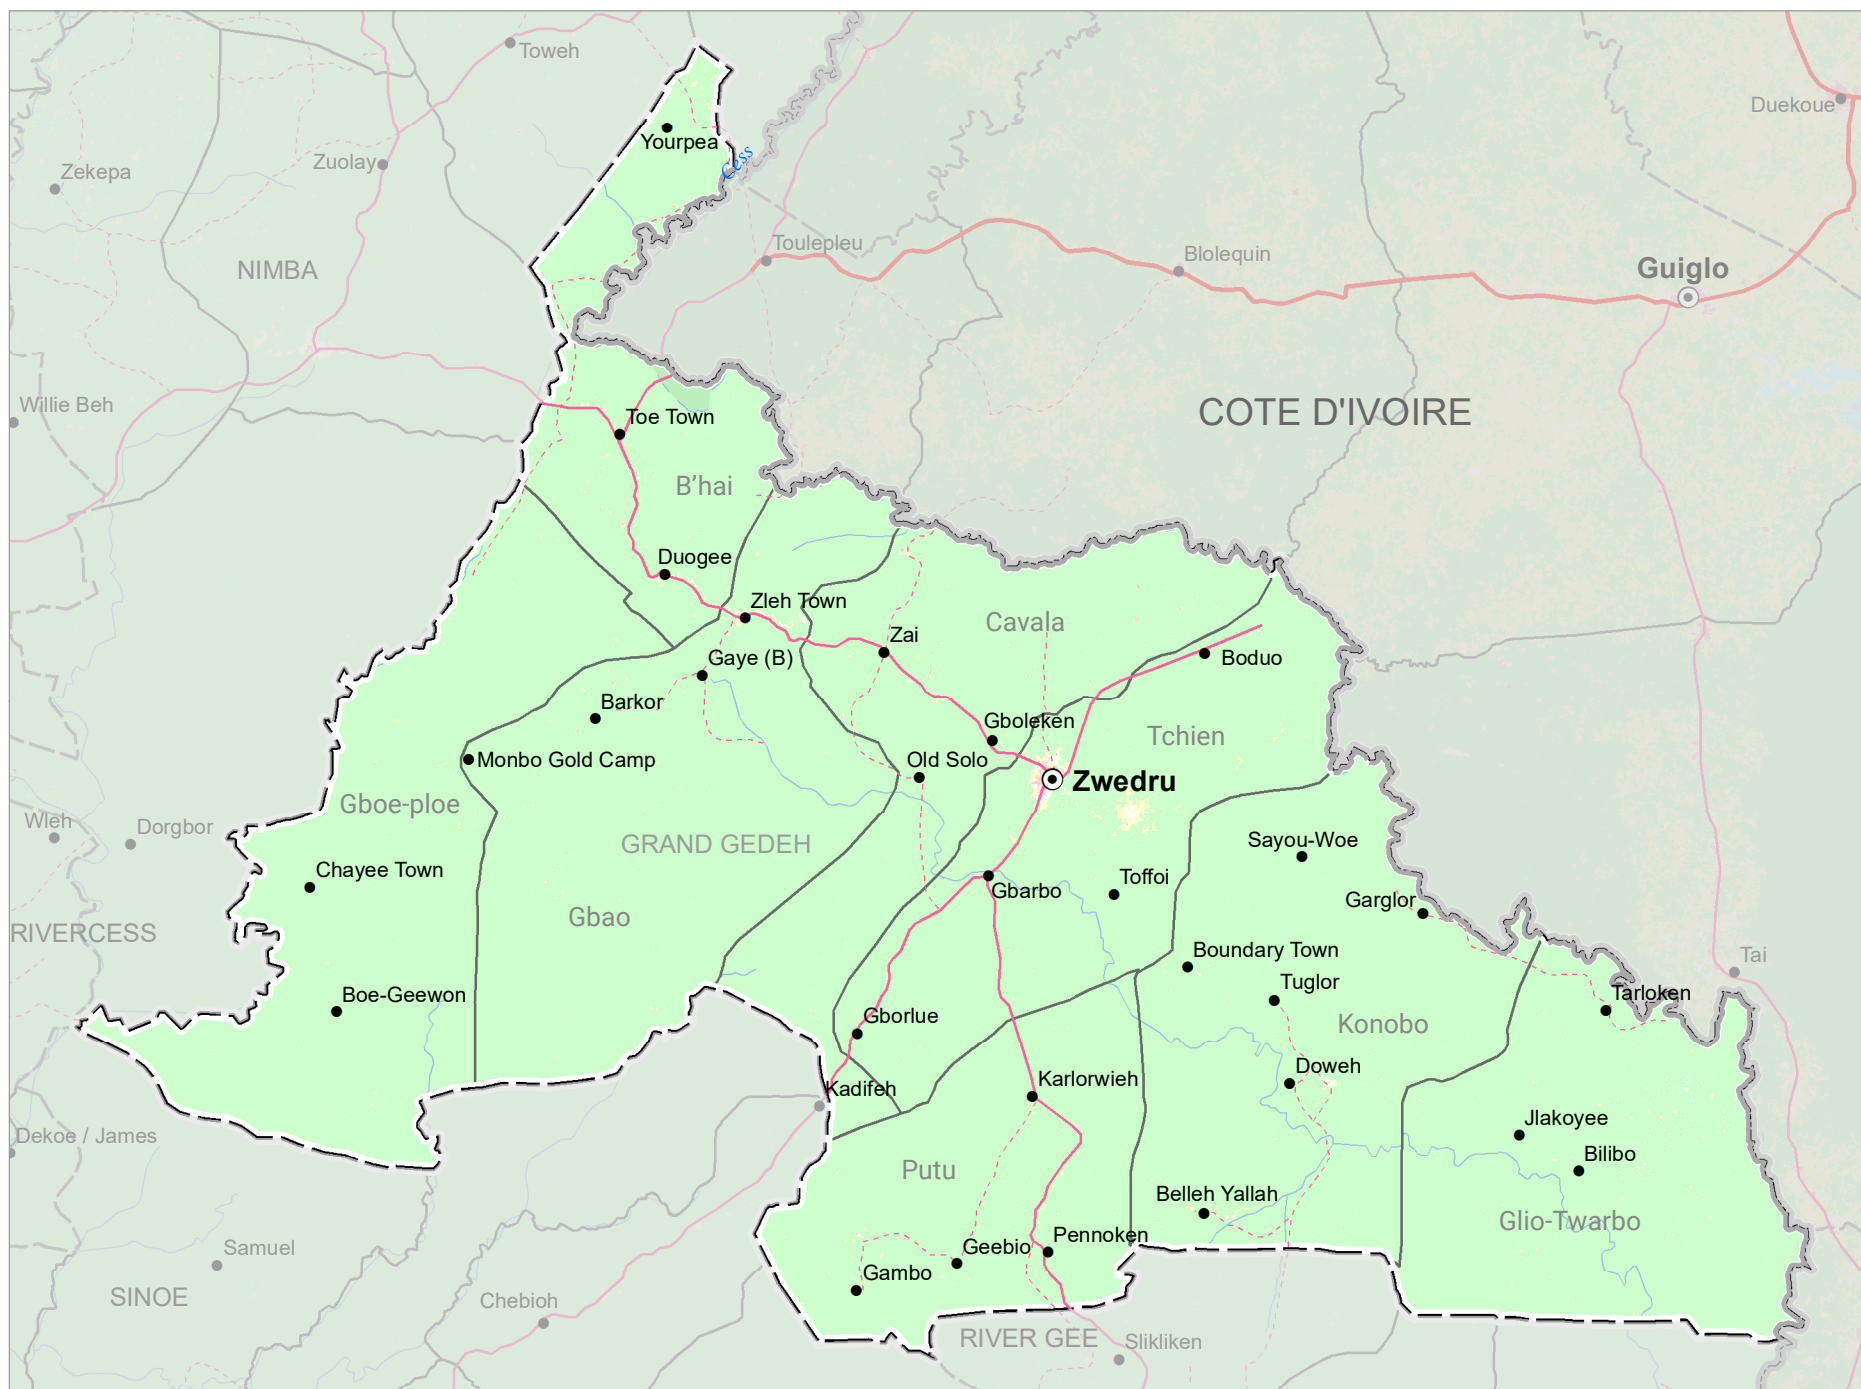 Toweh
Duekoue
Yourpea
Zuolay
Zekepa
Cess
Toulepleu
Blolequin
NIMBA
Guiglo
Willie Beh
Toe Town
COTE D'IVOIRE
B’hai
Duogee
Zleh Town
Cavala
Zai
Gaye (B)
Boduo
Barkor
Gboleken
Tchien
Monbo Gold Camp
Old Solo
Zwedru
Gboe-ploe
Wleh
Dorgbor
GRAND GEDEH
Sayou-Woe
Chayee Town
Toffoi
Gbarbo
Garglor
Gbao
RIVERCESS
Boundary Town
Tai
Tuglor
Boe-Geewon
Tarloken
Gborlue
Konobo
Doweh
Karlorwieh
Kadifeh
Jlakoyee
Dekoe / James
Bilibo
Putu
Belleh Yallah
Glio-Twarbo
Pennoken
Samuel
Geebio
Gambo
SINOE
Chebioh
RIVER GEE
Slikliken